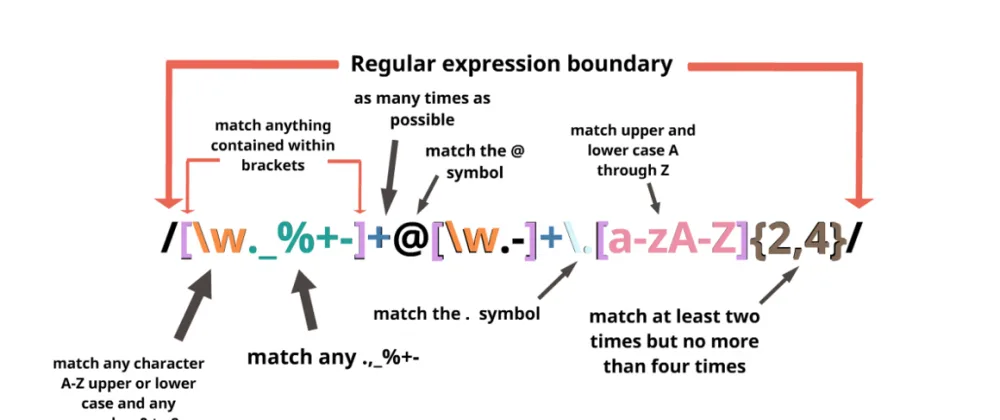 Regular expression boundary
as many times as
possible
match anything
contained within
brackets
match the @
symbol
match upper and
lower case A
through Z
/[\w._%+-]+@[\w.-]+\.[a-zA-Z]{2,4}/
match the . symbol
match at least two
times but no more
than four times
match any .,_%+-
match any character
A-Z upper or lower
case and any